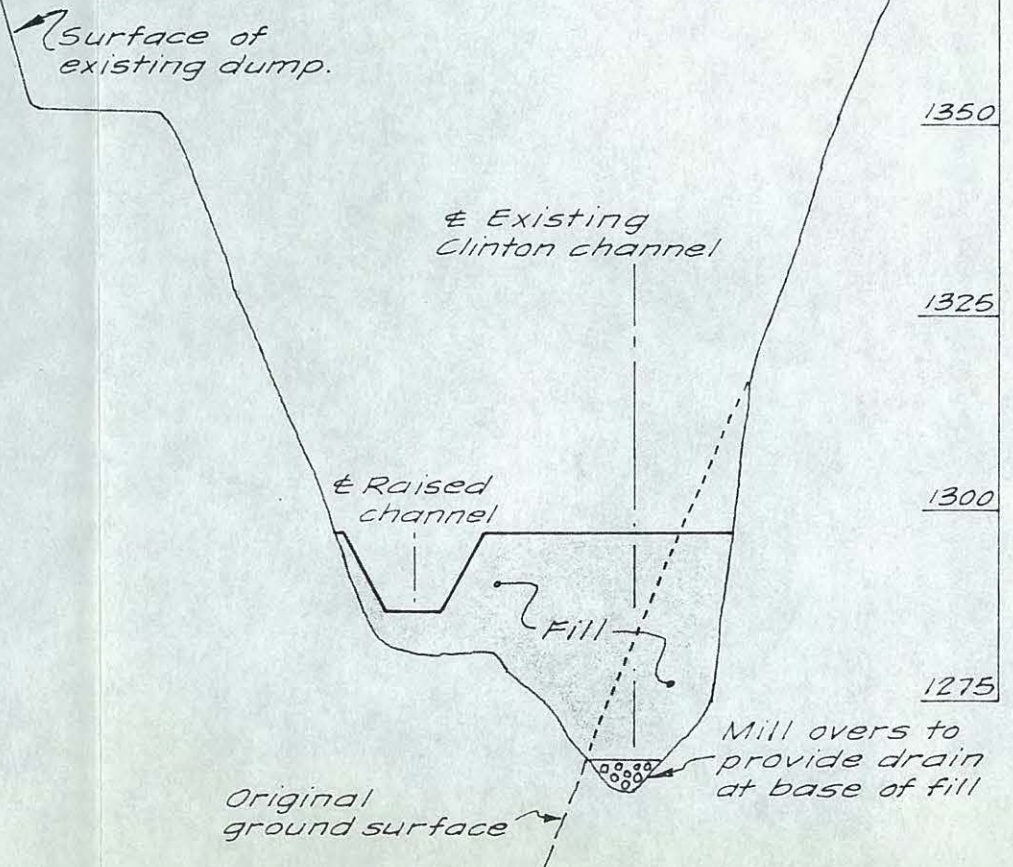 Surface of
existing dump.
1350
℄ Existing
Clinton channel
1325
℄ Raised
channel
1300
Fill
1275
Mill overs to
provide drain
at base of fill
Original
ground surface